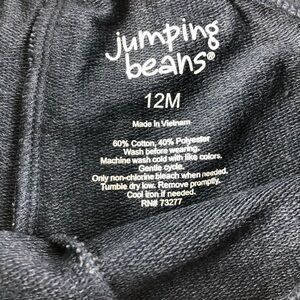 jumping
beans®
12M
Made in Vietnam
60% Cotton, 40% Polyester
Wash before wearing.
Machine wash cold with like colors.
Gentle cycle
Only non-chlorine bleach when needed.
Tumble dry low. Remove promptly.
Cool iron if needed.
RN# 73277